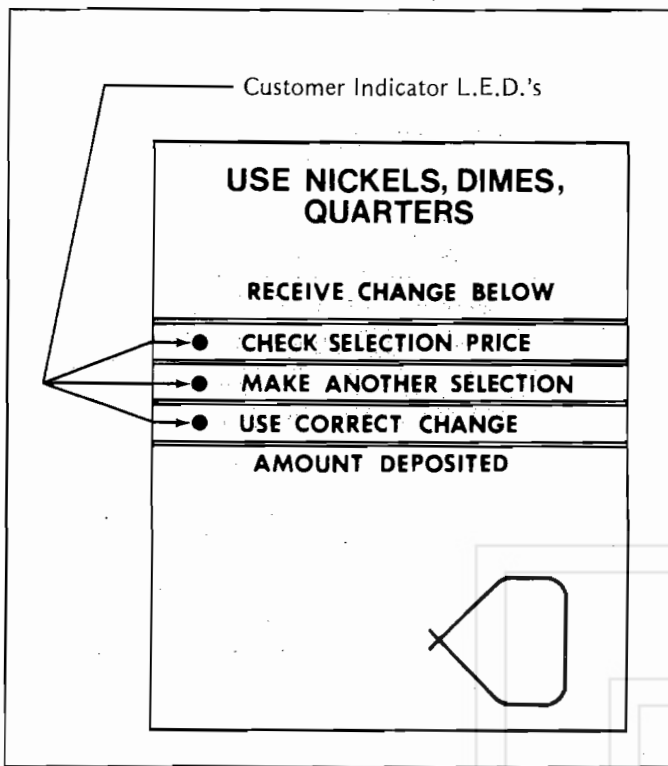 Customer Indicator L.E.D.'s
USE NICKELS, DIMES,
QUARTERS
RECEIVE CHANGE BELOW
CHECK SELECTION PRICE
MAKE ANOTHER SELECTION
USE CORRECT CHANGE
AMOUNT DEPOSITED